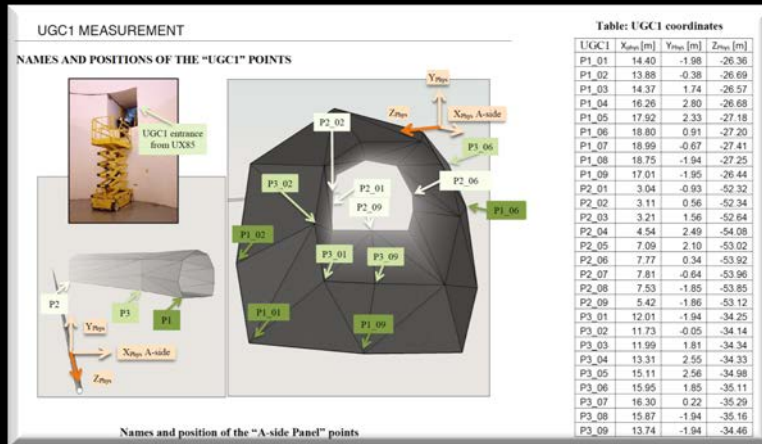 UGC1 MEASUREMENT
NAMES AND POSITIONS OF THE “UGC1” POINTS
UGC1 entrance
from UX85
P2
P3
P1
YPhys
XPhys A-side
ZPhys
YPhys
ZPhys
XPhys A-side
P2_02
P3_06
P2_01
P2_06
P3_02
P2_09
P1_06
P1_02
P3_01
P3_09
P1_01
P1_09
Names and position of the “A-side Panel” points
Table: UGC1 coordinates
UGC1 Xphys [m] YPhys [m] ZPhys [m]
P1_01 14.40 -1.98 -26.36
P1_02 13.88 -0.38 -26.69
P1_03 14.37 1.74 -26.57
P1_04 16.26 2.80 -26.68
P1_05 17.92 2.33 -27.18
P1_06 18.80 0.91 -27.20
P1_07 18.99 -0.67 -27.41
P1_08 18.75 -1.94 -27.25
P1_09 17.01 -1.95 -26.44
P2_01 3.04 -0.93 -52.32
P2_02 3.11 0.56 -52.34
P2_03 3.21 1.56 -52.64
P2_04 4.54 2.49 -54.08
P2_05 7.09 2.10 -53.02
P2_06 7.77 0.34 -53.92
P2_07 7.81 -0.64 -53.96
P2_08 7.53 -1.85 -53.85
P2_09 5.42 -1.86 -53.12
P3_01 12.01 -1.94 -34.25
P3_02 11.73 -0.05 -34.14
P3_03 11.99 1.81 -34.34
P3_04 13.31 2.55 -34.33
P3_05 15.11 2.56 -34.98
P3_06 15.95 1.85 -35.11
P3_07 16.30 0.22 -35.29
P3_08 15.87 -1.94 -35.16
P3_09 13.74 -1.94 -34.46